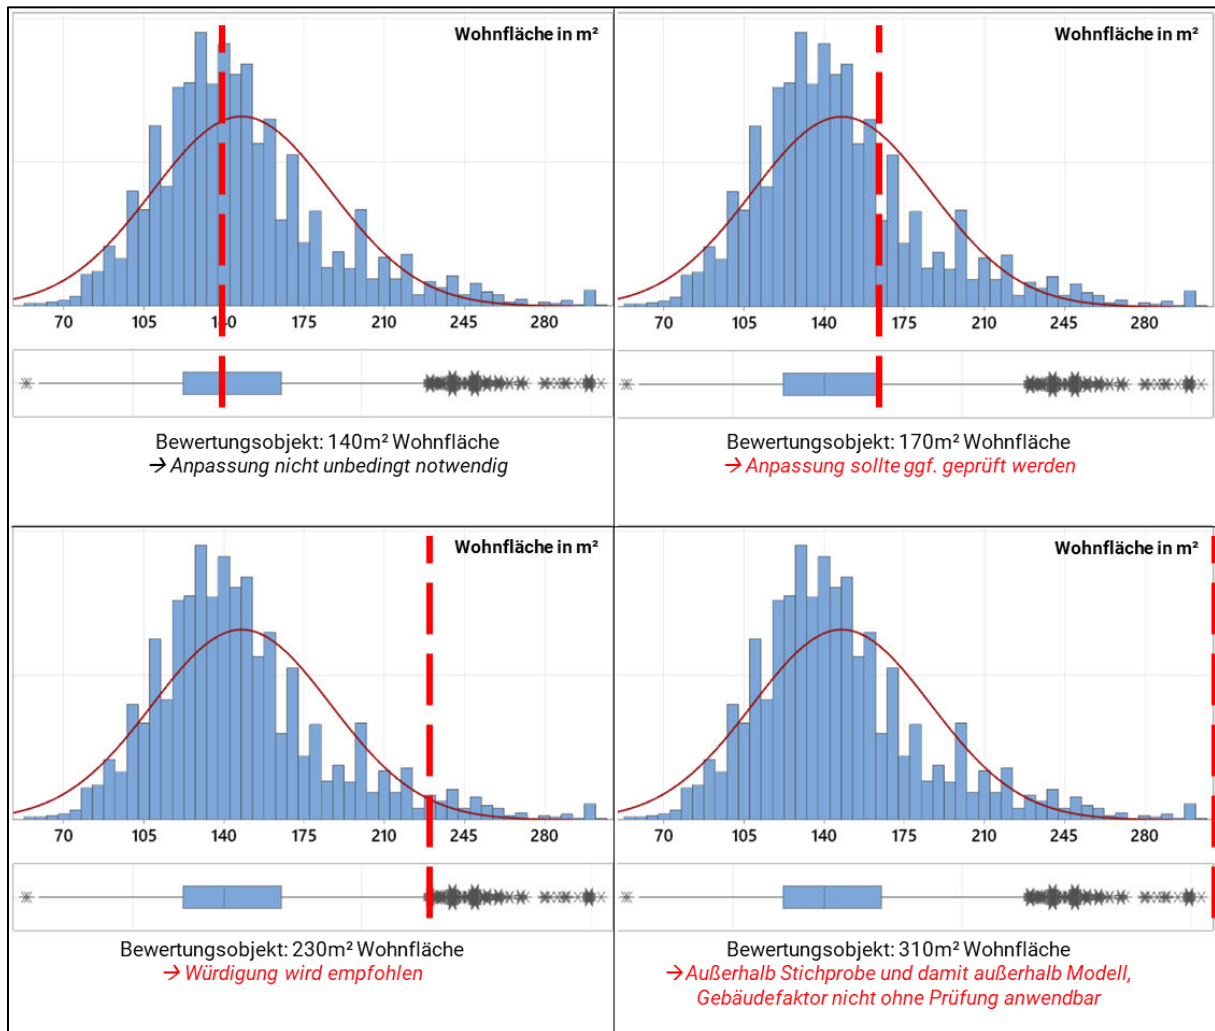 Wohnfläche in m²
70 105 140 175 210 245 280
Bewertungsobjekt: 140m² Wohnfläche
→ Anpassung nicht unbedingt notwendig
Wohnfläche in m²
70 105 140 175 210 245 280
Bewertungsobjekt: 170m² Wohnfläche
→ Anpassung sollte ggf. geprüft werden
Wohnfläche in m²
70 105 140 175 210 245 280
Bewertungsobjekt: 230m² Wohnfläche
→ Würdigung wird empfohlen
Wohnfläche in m²
70 105 140 175 210 245 280
Bewertungsobjekt: 310m² Wohnfläche
→ Außerhalb Stichprobe und damit außerhalb Modell,
Gebäudefaktor nicht ohne Prüfung anwendbar